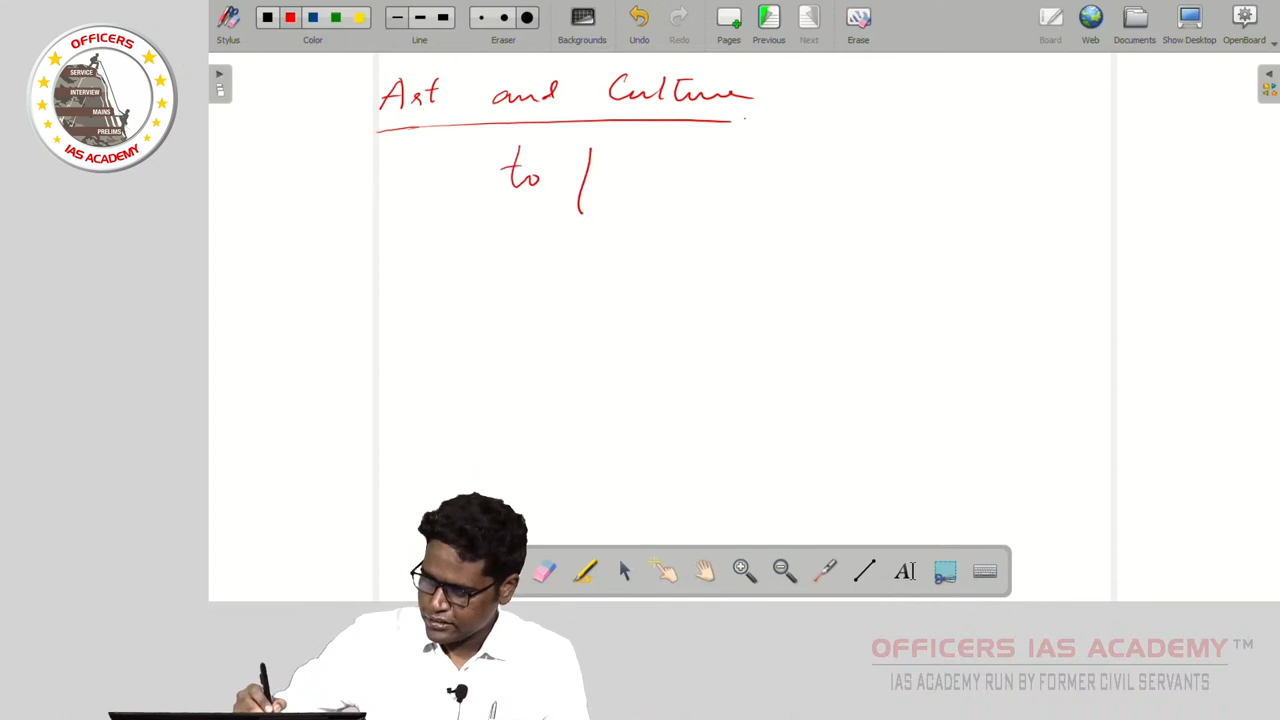 OFFICERS
SERVICE
INTERVIEW
MAINS
PRELIMS
IAS ACADEMY
Stylus
Color
Line
Eraser
Backgrounds
Undo
Redo
Pages
Previous
Next
Erase
Board
Web
Documents
Show Desktop
OpenBoard
Art and Culture
to
OFFICERS IAS ACADEMY™
IAS ACADEMY RUN BY FORMER CIVIL SERVANTS